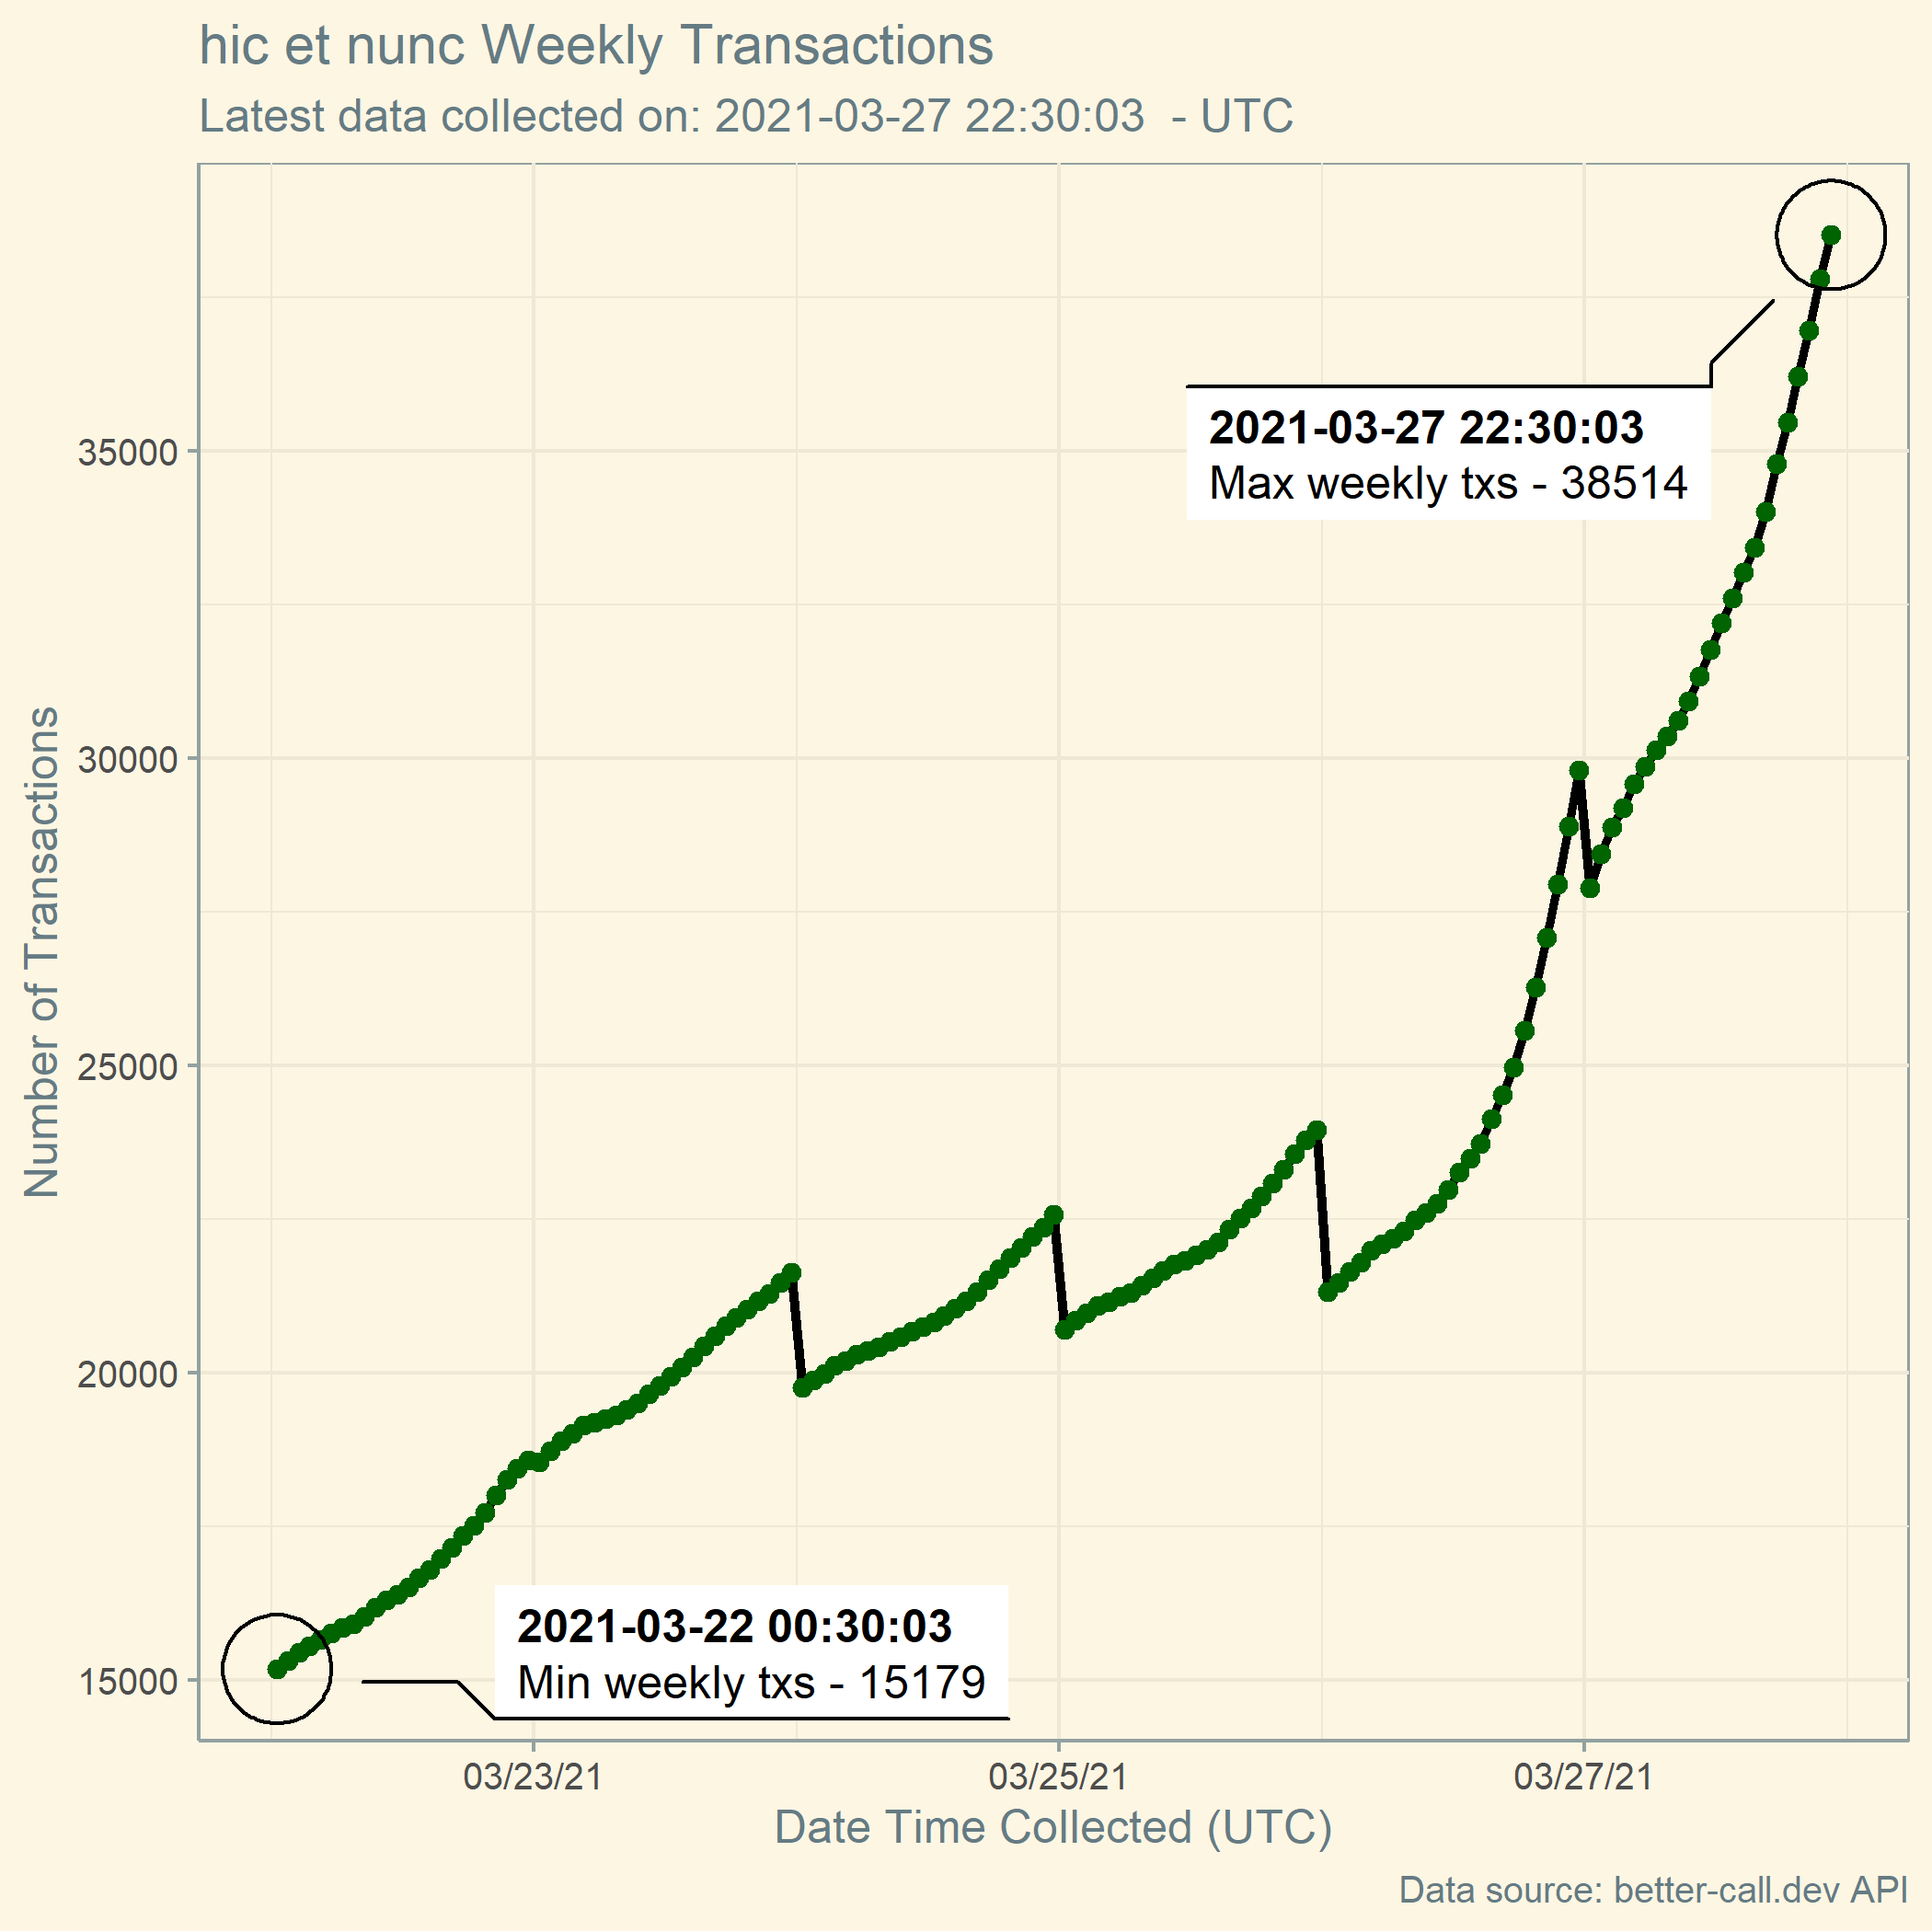 hic et nunc Weekly Transactions
Latest data collected on: 2021-03-27 22:30:03  - UTC
Number of Transactions
35000
30000
25000
20000
15000
2021-03-27 22:30:03
Max weekly txs - 38514
2021-03-22 00:30:03
Min weekly txs - 15179
03/23/21
03/25/21
03/27/21
Date Time Collected (UTC)
Data source: better-call.dev API